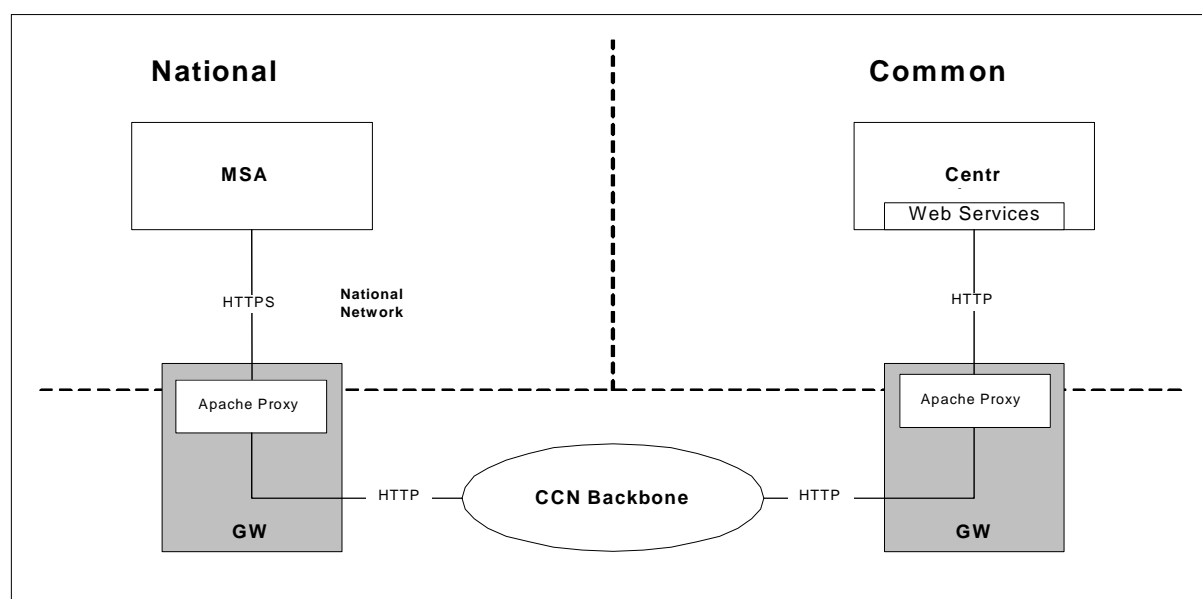 National
Common
MSA
Centr
Web Services
HTTPS
National
Network
HTTP
Apache Proxy
Apache Proxy
HTTP
CCN Backbone
HTTP
GW
GW